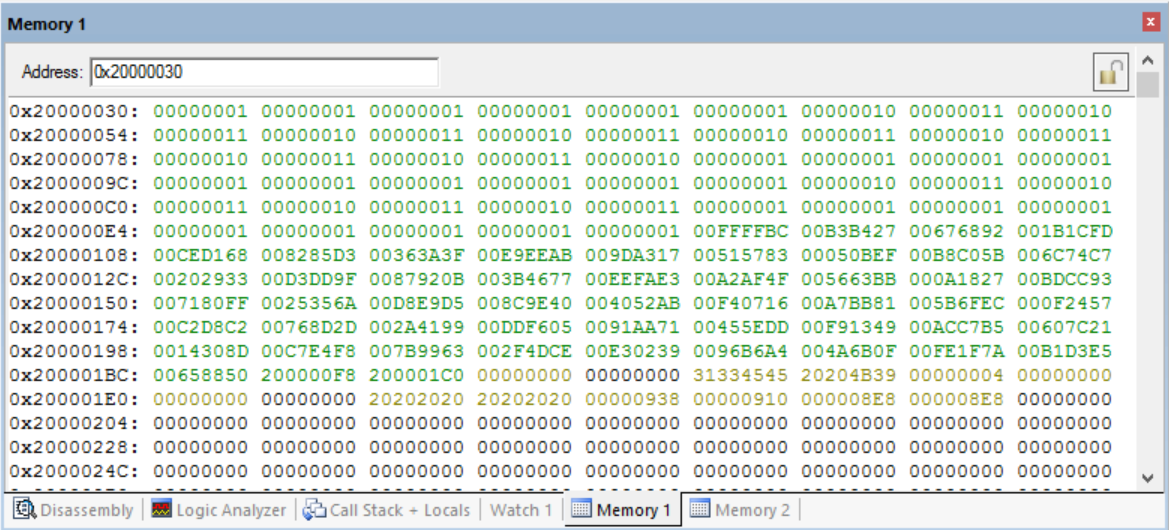 Memory 1
Address: 0x20000030
0x20000030: 00000001 00000001 00000001 00000001 00000001 00000001 00000010 00000011 00000010
0x20000054: 00000011 00000010 00000011 00000010 00000011 00000010 00000011 00000010 00000011
0x20000078: 00000010 00000011 00000010 00000011 00000010 00000001 00000001 00000001 00000001
0x2000009C: 00000001 00000001 00000001 00000001 00000001 00000001 00000010 00000011 00000010
0x200000C0: 00000011 00000010 00000011 00000010 00000011 00000011 00000001 00000001 00000001
0x200000E4: 00000001 00000001 00000001 00000001 00000001 00FFFFBC 00B3B427 00676892 001B1CFD
0x20000108: 00CED168 008285D3 00363A3F 00E9EEAB 009DA317 00515783 00050BEF 00B8C05B 006C74C7
0x2000012C: 00202933 00D3DD9F 0087920B 003B4677 00EEFAE3 00A2AF4F 005663BB 000A1827 00BDCC93
0x20000150: 007180FF 0025356A 00D8E9D5 008C9E40 004052AB 00F40716 00A7BB81 005B6FEC 000F2457
0x20000174: 00C2D8C2 00768D2D 002A4199 00DDF605 0091AA71 00455EDD 00F91349 00ACC7B5 00607C21
0x20000198: 0014308D 00C7E4F8 007B9963 002F4DCE 00E30239 0096B6A4 004A6B0F 00FE1F7A 00B1D3E5
0x200001BC: 00658850 200000F8 200001C0 00000000 00000000 31334545 20204B39 00000004 00000000
0x200001E0: 00000000 00000000 20202020 20202020 00000938 00000910 000008E8 000008E8 00000000
0x20000204: 00000000 00000000 00000000 00000000 00000000 00000000 00000000 00000000 00000000
0x20000228: 00000000 00000000 00000000 00000000 00000000 00000000 00000000 00000000 00000000
0x2000024C: 00000000 00000000 00000000 00000000 00000000 00000000 00000000 00000000 00000000
Disassembly Logic Analyzer Call Stack + Locals Watch 1 Memory 1 Memory 2